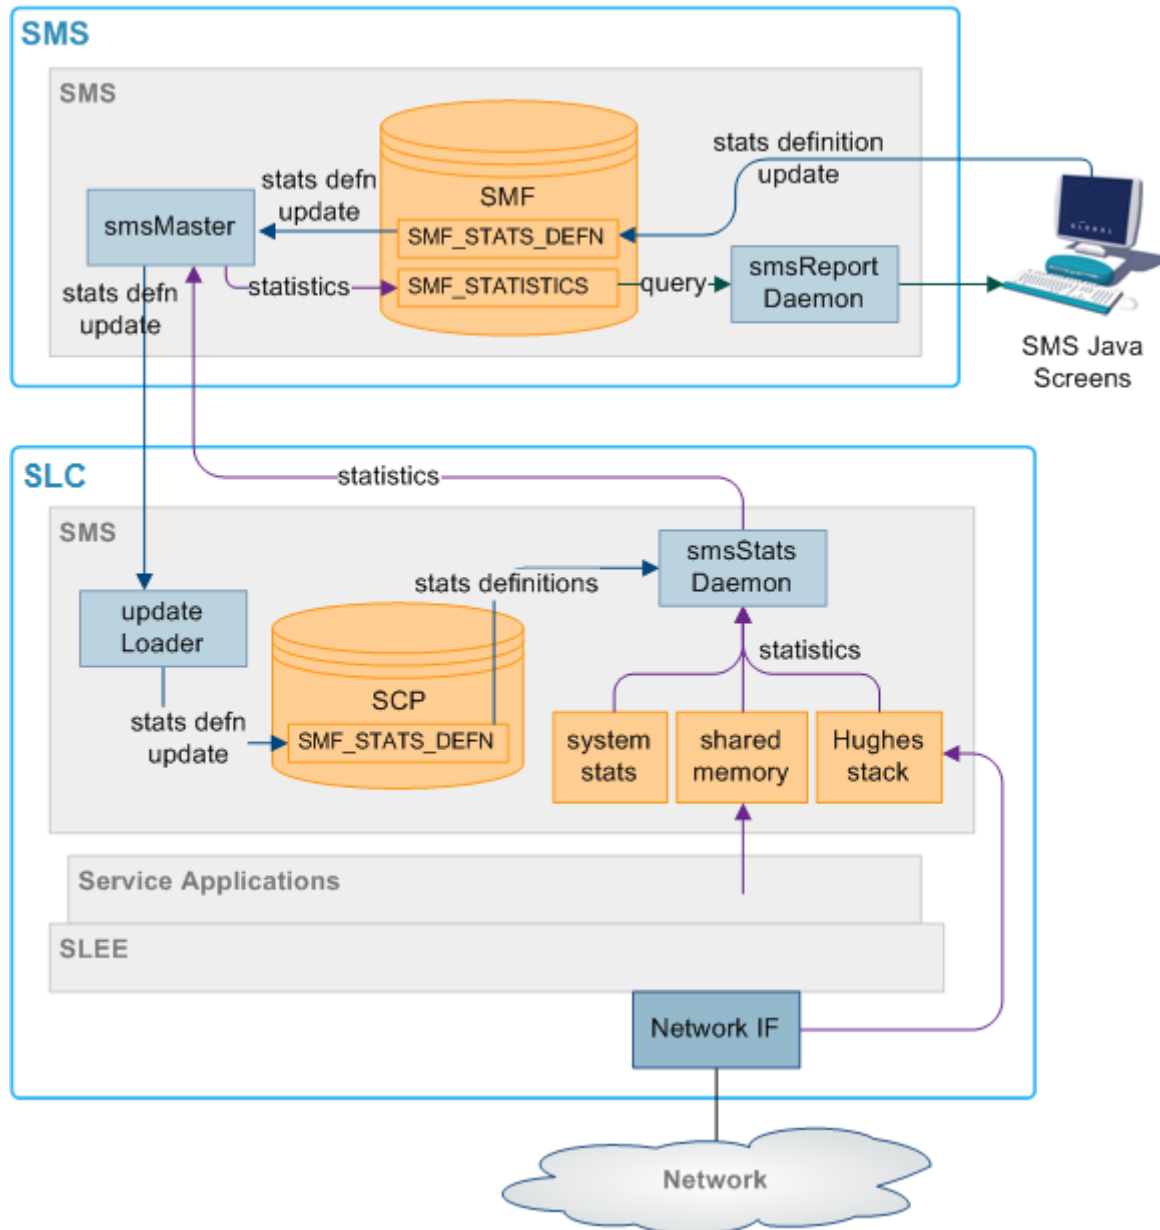 SMS
SMS
stats definition
update
stats defn
update
SMF
smsMaster
SMF_STATS_DEFN
GLOBAL
smsReport
Daemon
statistics
SMF_STATISTICS
query
stats defn
update
SMS Java
Screens
SLC
statistics
SMS
smsStats
Daemon
stats definitions
update
Loader
statistics
SCP
stats defn
update
SMF_STATS_DEFN
system
stats
shared
memory
Hughes
stack
Service Applications
SLEE
Network IF
Network